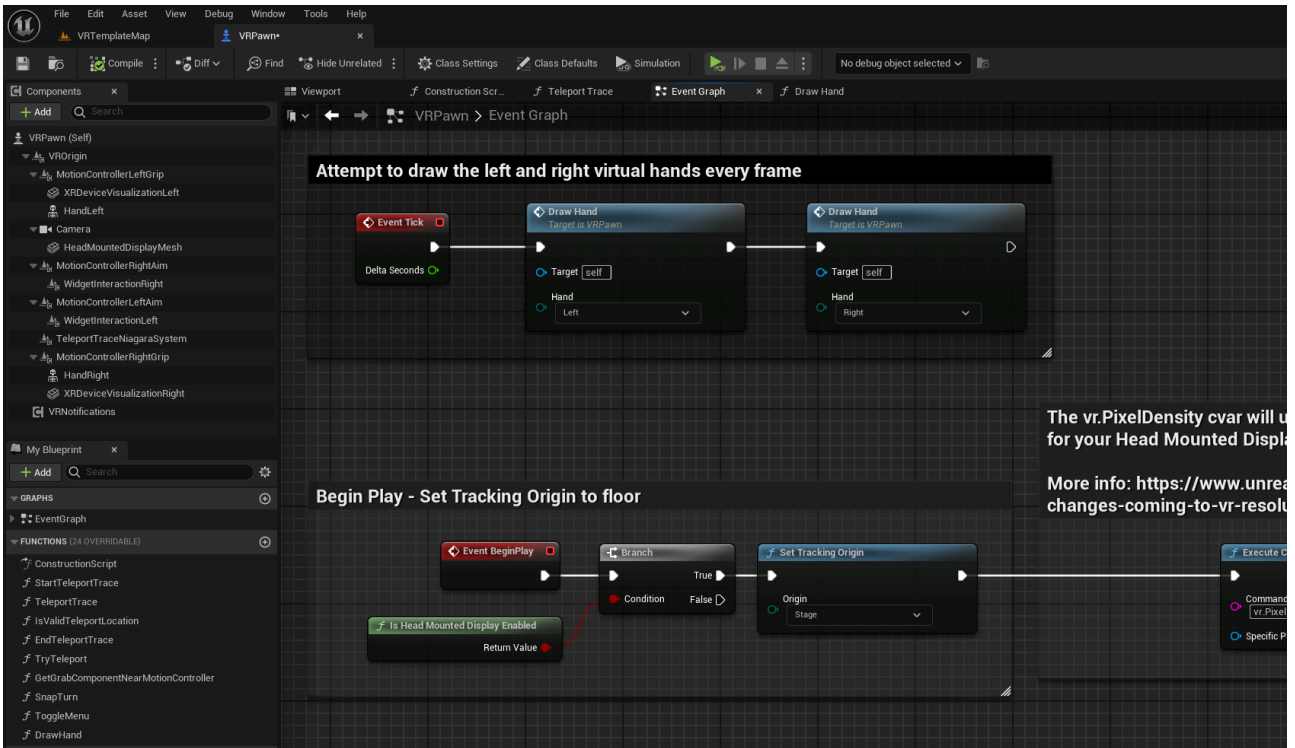 File Edit Asset View Debug Window Tools Help
VRTemplateMap VRPawn•
Compile Diff Find Hide Unrelated Class Settings Class Defaults Simulation No debug object selected
Components
Add Search
VRPawn (Self)
VROrigin
MotionControllerLeftGrip
XRDeviceVisualizationLeft
HandLeft
Camera
HeadMountedDisplayMesh
MotionControllerRightAim
WidgetInteractionRight
MotionControllerLeftAim
WidgetInteractionLeft
TeleportTraceNiagaraSystem
MotionControllerRightGrip
HandRight
XRDeviceVisualizationRight
VRNotifications
My Blueprint
Add Search
GRAPHS
EventGraph
FUNCTIONS (24 OVERRIDABLE)
ConstructionScript
StartTeleportTrace
TeleportTrace
IsValidTeleportLocation
EndTeleportTrace
TryTeleport
GetGrabComponentNearMotionController
SnapTurn
ToggleMenu
DrawHand
Viewport Construction Scr... Teleport Trace Event Graph Draw Hand
VRPawn > Event Graph
Attempt to draw the left and right virtual hands every frame
Event Tick
Delta Seconds
Draw Hand
Target is VRPawn
Target self
Hand
Left
Draw Hand
Target is VRPawn
Target self
Hand
Right
Begin Play - Set Tracking Origin to floor
Event BeginPlay
Is Head Mounted Display Enabled
Return Value
Branch
True
Condition False
Set Tracking Origin
Origin
Stage
The vr.PixelDensity cvar will u
for your Head Mounted Displ
More info: https://www.unrea
changes-coming-to-vr-resolu
Execute C
Command
vr.Pixel
Specific P